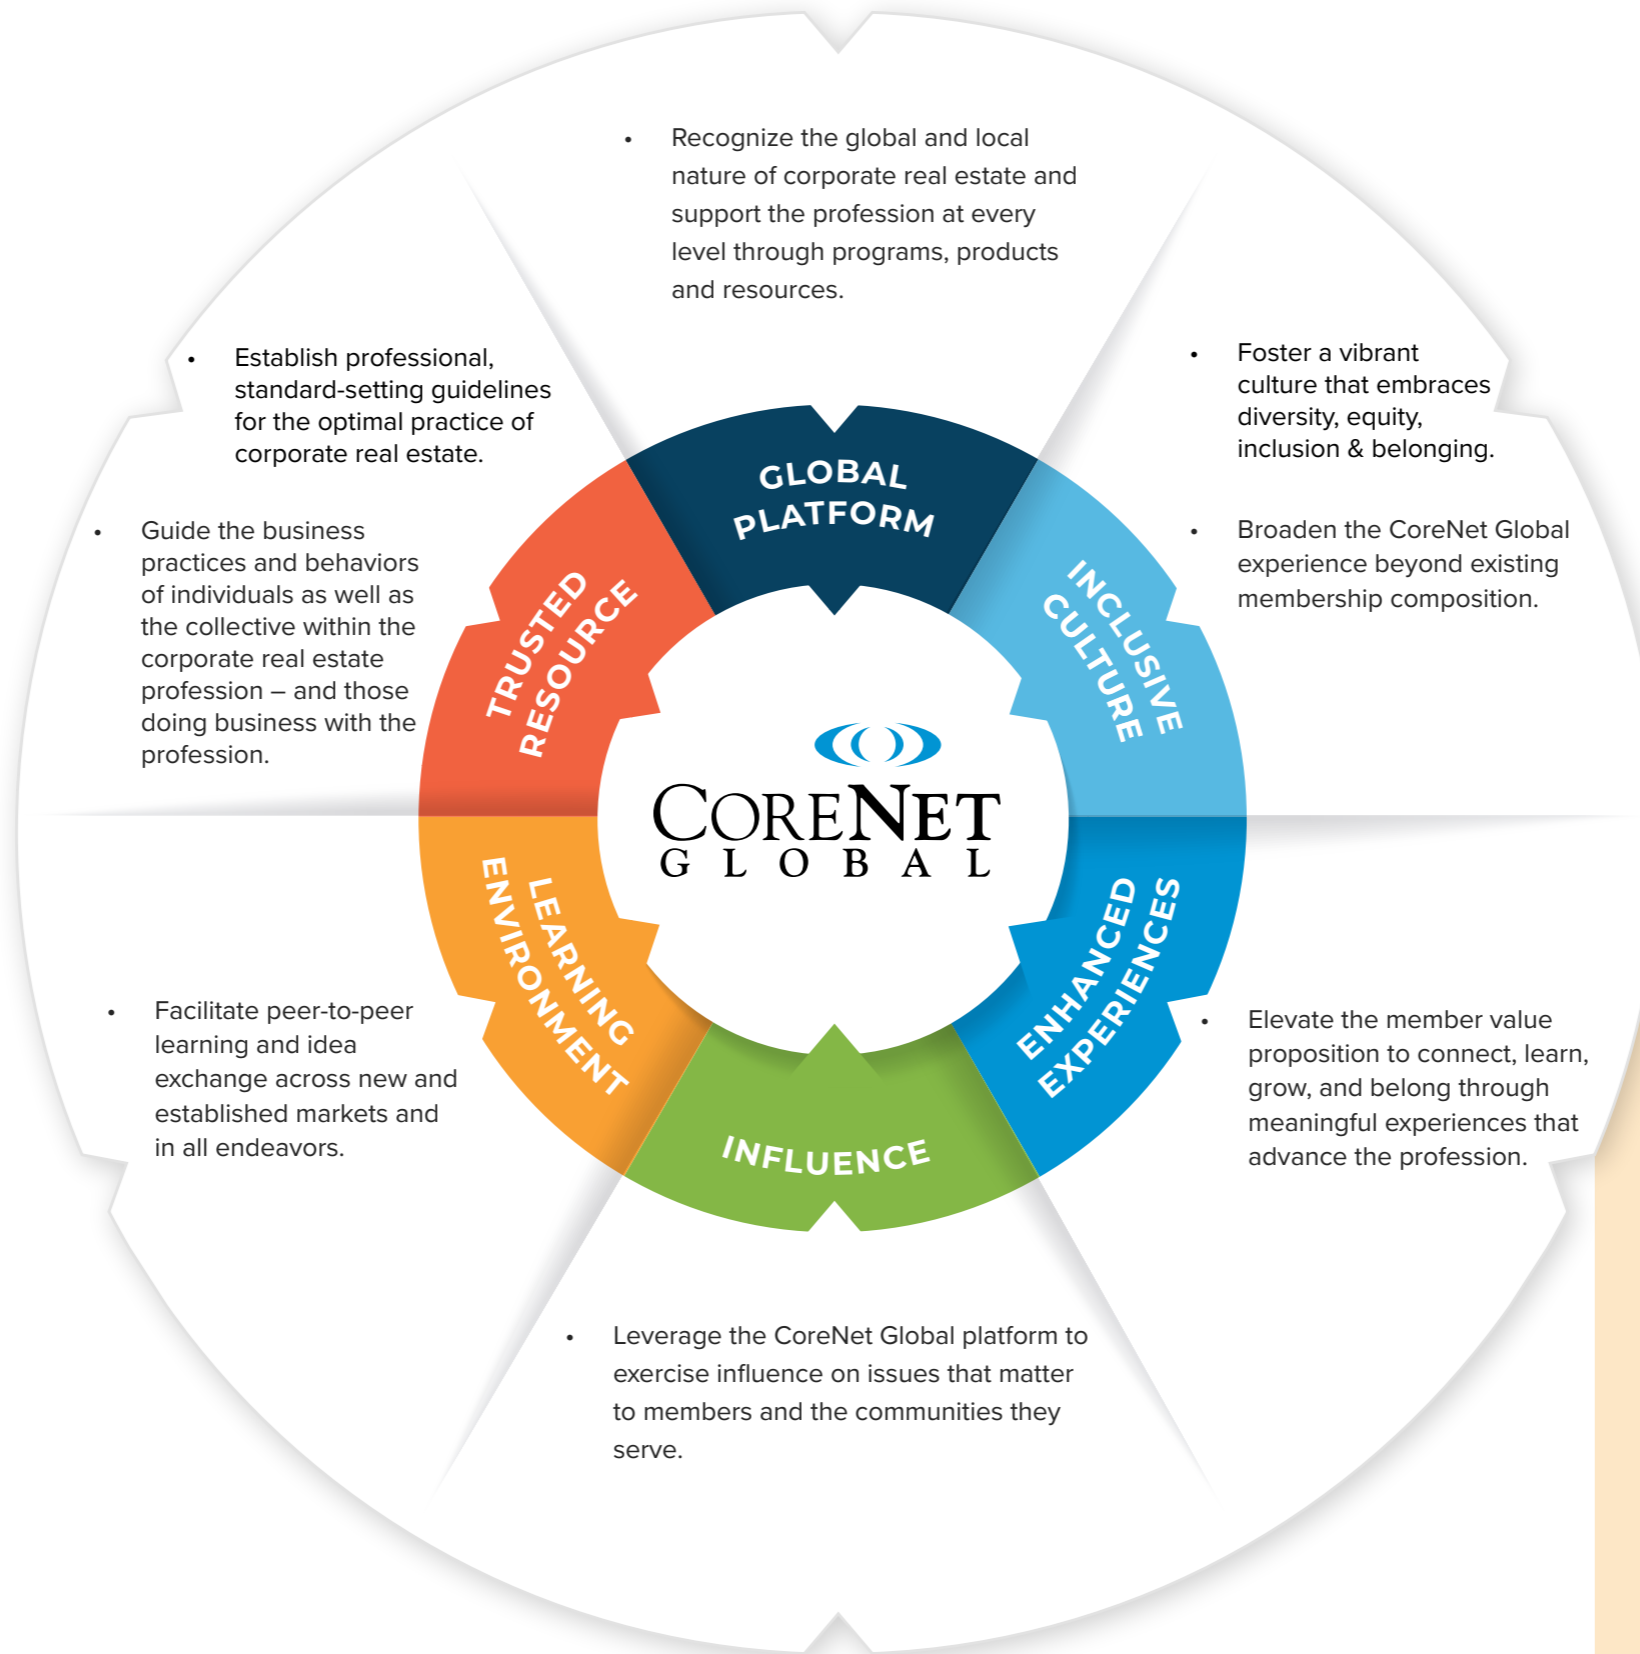 • Recognize the global and local
nature of corporate real estate and
support the profession at every
level through programs, products
and resources.
GLOBAL
PLATFORM
• Foster a vibrant
culture that embraces
diversity, equity,
inclusion & belonging.
• Broaden the CoreNet Global
experience beyond existing
membership composition.
INCLUSIVE
CULTURE
• Elevate the member value
proposition to connect, learn,
grow, and belong through
meaningful experiences that
advance the profession.
ENHANCED
EXPERIENCES
• Leverage the CoreNet Global platform to
exercise influence on issues that matter
to members and the communities they
serve.
INFLUENCE
• Facilitate peer-to-peer
learning and idea
exchange across new and
established markets and
in all endeavors.
LEARNING
ENVIRONMENT
• Establish professional,
standard-setting guidelines
for the optimal practice of
corporate real estate.
• Guide the business
practices and behaviors
of individuals as well as
the collective within the
corporate real estate
profession – and those
doing business with the
profession.
TRUSTED
RESOURCE
CORENET
GLOBAL